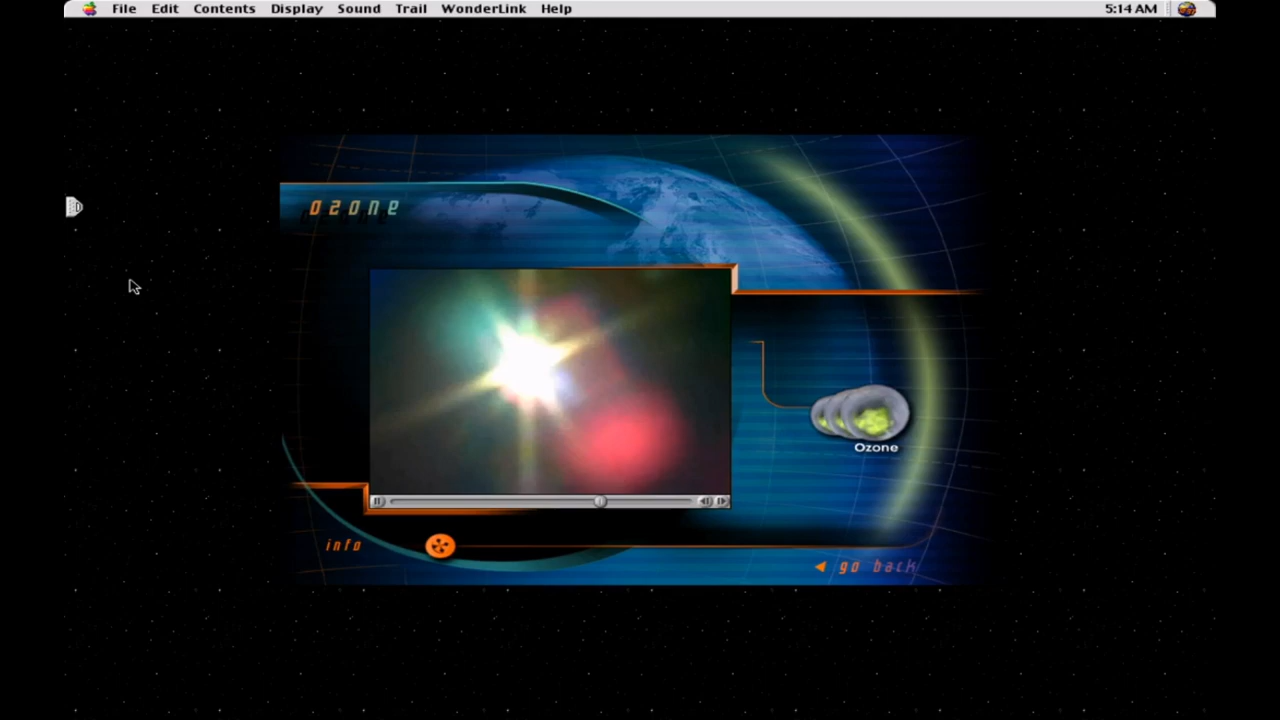 File Edit Contents Display Sound Trail WonderLink Help 5:14 AM
ozone
Ozone
info
go back